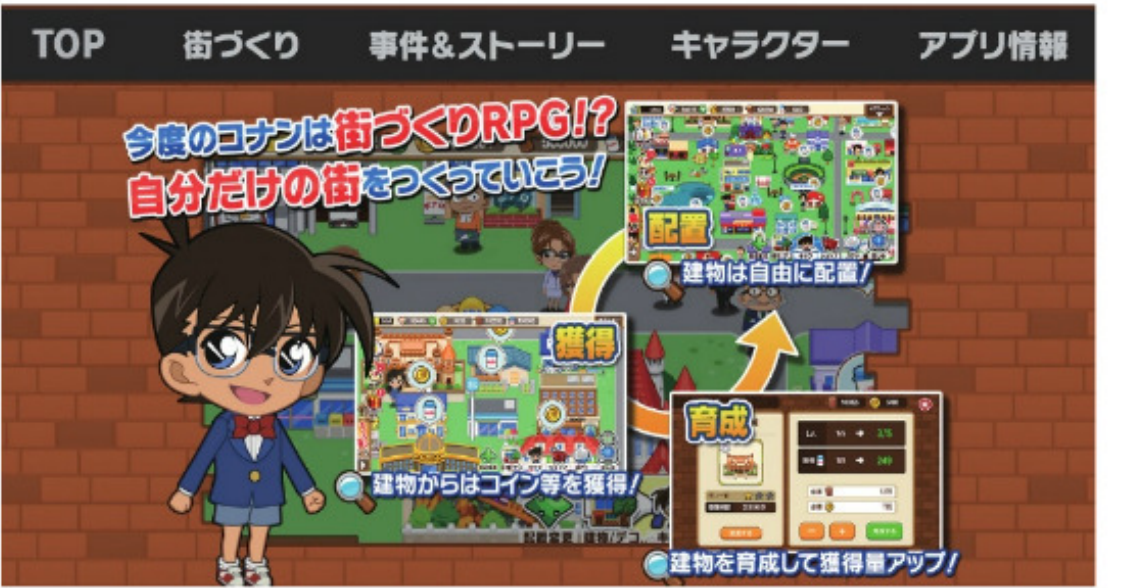 TOP 街づくり 事件&ストーリー キャラクター アプリ情報
今度のコナンは街づくりRPG!?
自分だけの街をつくっていこう!
配置
建物は自由に配置!
獲得
建物からはコイン等を獲得!
育成
建物を育成して獲得量アップ!